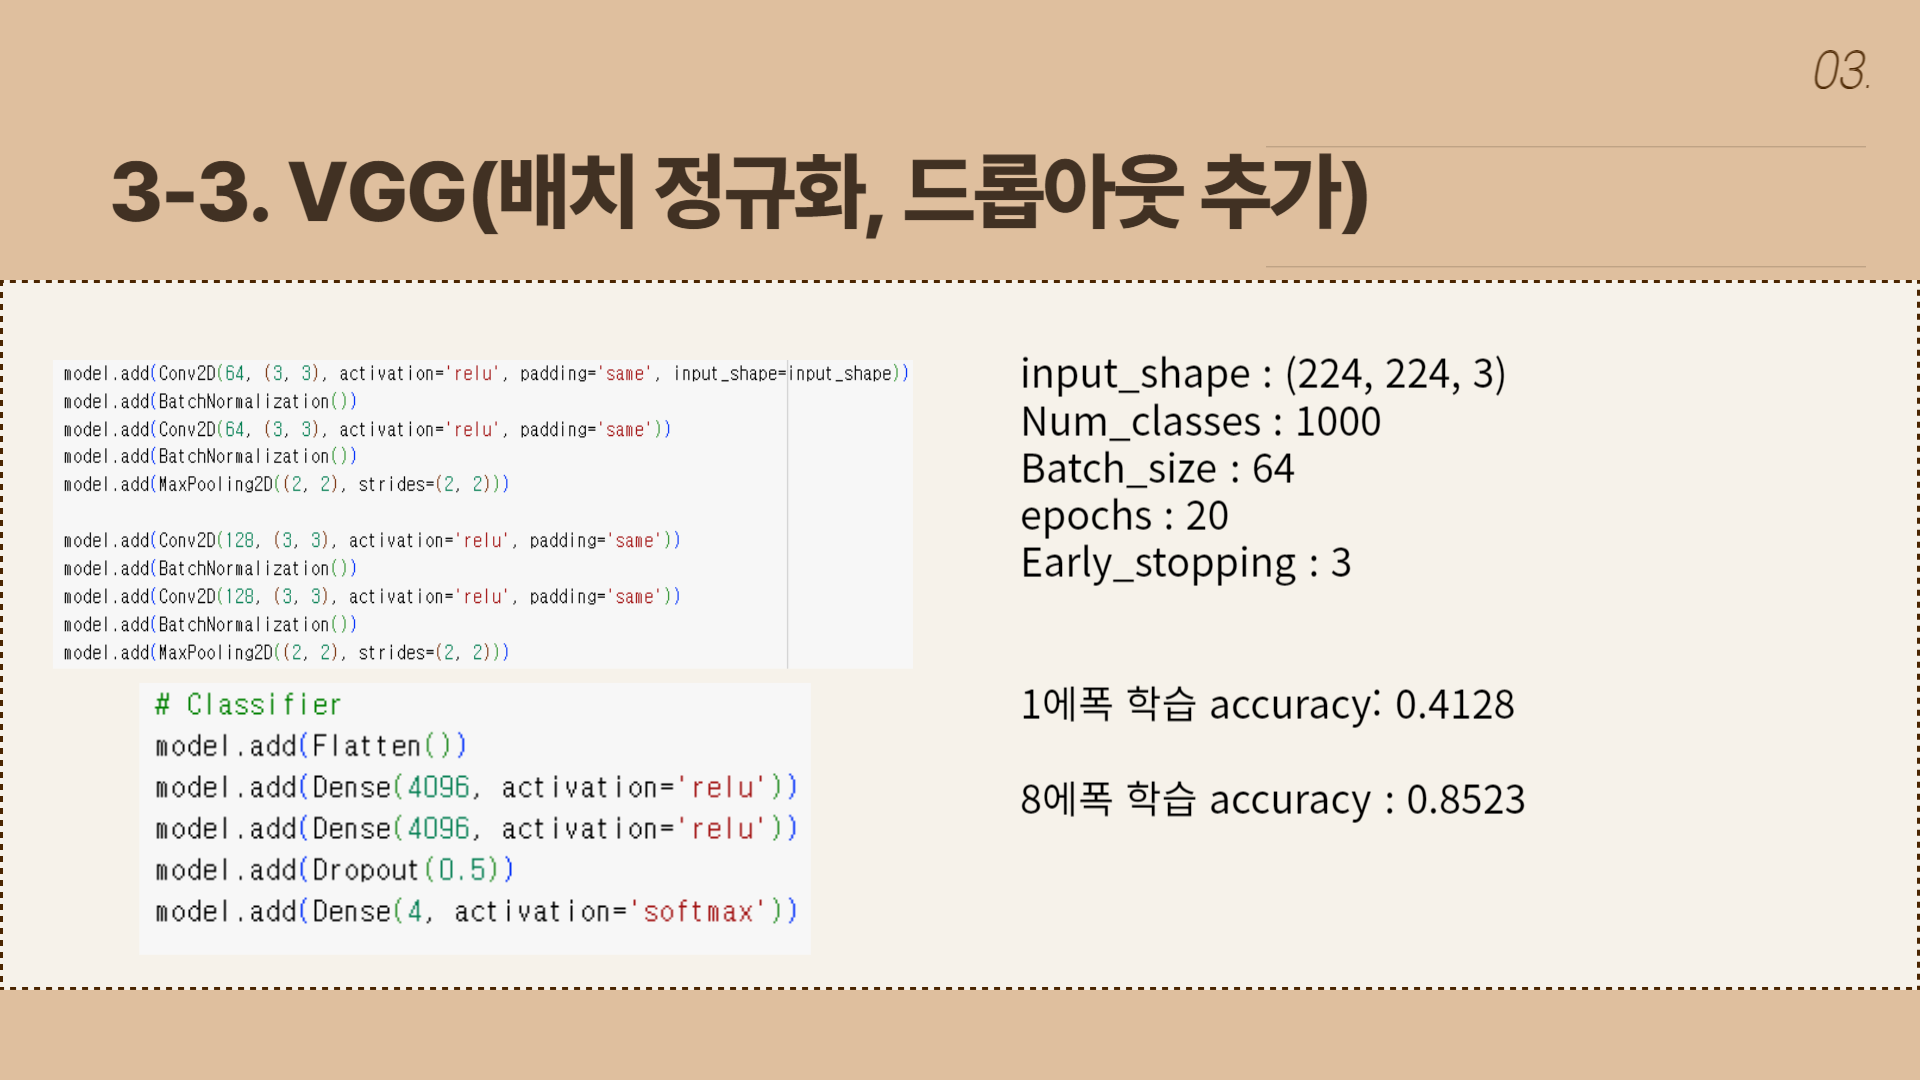 03.
3-3. VGG(배치 정규화, 드롭아웃 추가)
model.add(Conv2D(64, (3, 3), activation='relu', padding='same', input_shape=input_shape))
model.add(BatchNormalization())
model.add(Conv2D(64, (3, 3), activation='relu', padding='same'))
model.add(BatchNormalization())
model.add(MaxPooling2D((2, 2), strides=(2, 2)))
model.add(Conv2D(128, (3, 3), activation='relu', padding='same'))
model.add(BatchNormalization())
model.add(Conv2D(128, (3, 3), activation='relu', padding='same'))
model.add(BatchNormalization())
model.add(MaxPooling2D((2, 2), strides=(2, 2)))
# Classifier
model.add(Flatten())
model.add(Dense(4096, activation='relu'))
model.add(Dense(4096, activation='relu'))
model.add(Dropout(0.5))
model.add(Dense(4, activation='softmax'))
input_shape : (224, 224, 3)
Num_classes : 1000
Batch_size : 64
epochs : 20
Early_stopping : 3
1에폭 학습 accuracy: 0.4128
8에폭 학습 accuracy : 0.8523